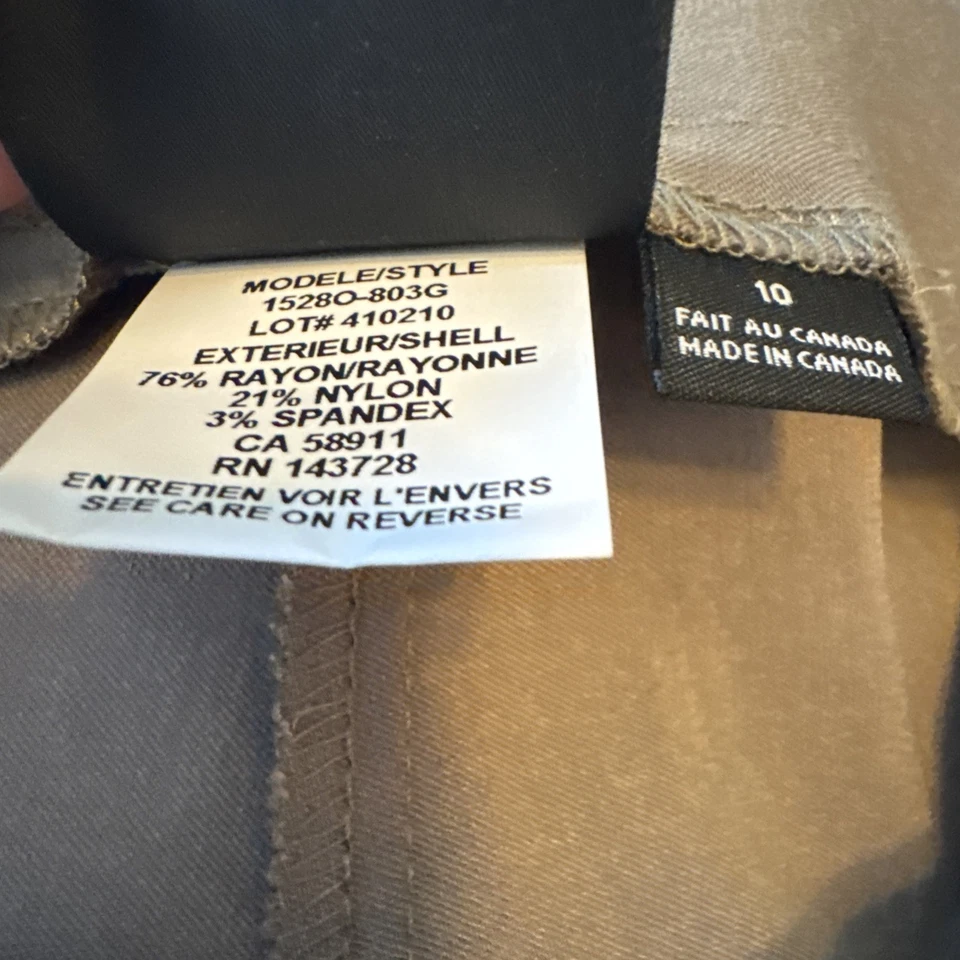 MODELE/STYLE
1528O-803G
LOT# 410210
EXTERIEUR/SHELL
76% RAYON/RAYONNE
21% NYLON
3% SPANDEX
CA 58911
RN 143728
ENTRETIEN VOIR L'ENVERS
SEE CARE ON REVERSE
10
FAIT AU CANADA
MADE IN CANADA